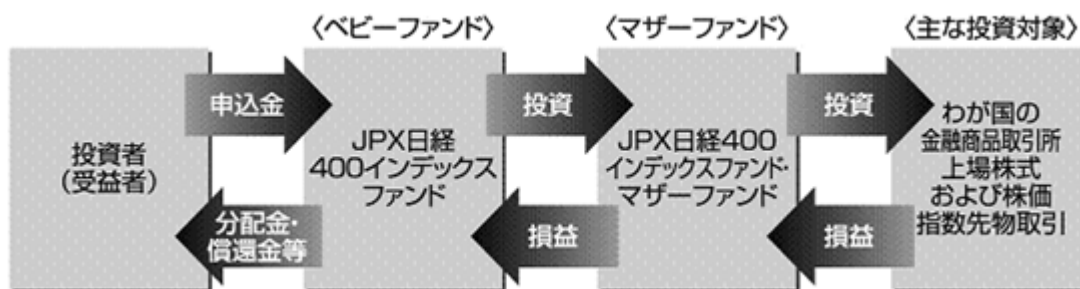 〈ベビーファンド〉
〈マザーファンド〉
〈主な投資対象〉
投資者
（受益者）
申込金
分配金・
償還金等
JPX日経
400インデックス
ファンド
投資
損益
JPX日経400
インデックスファンド・
マザーファンド
投資
損益
わが国の
金融商品取引所
上場株式
および株価
指数先物取引